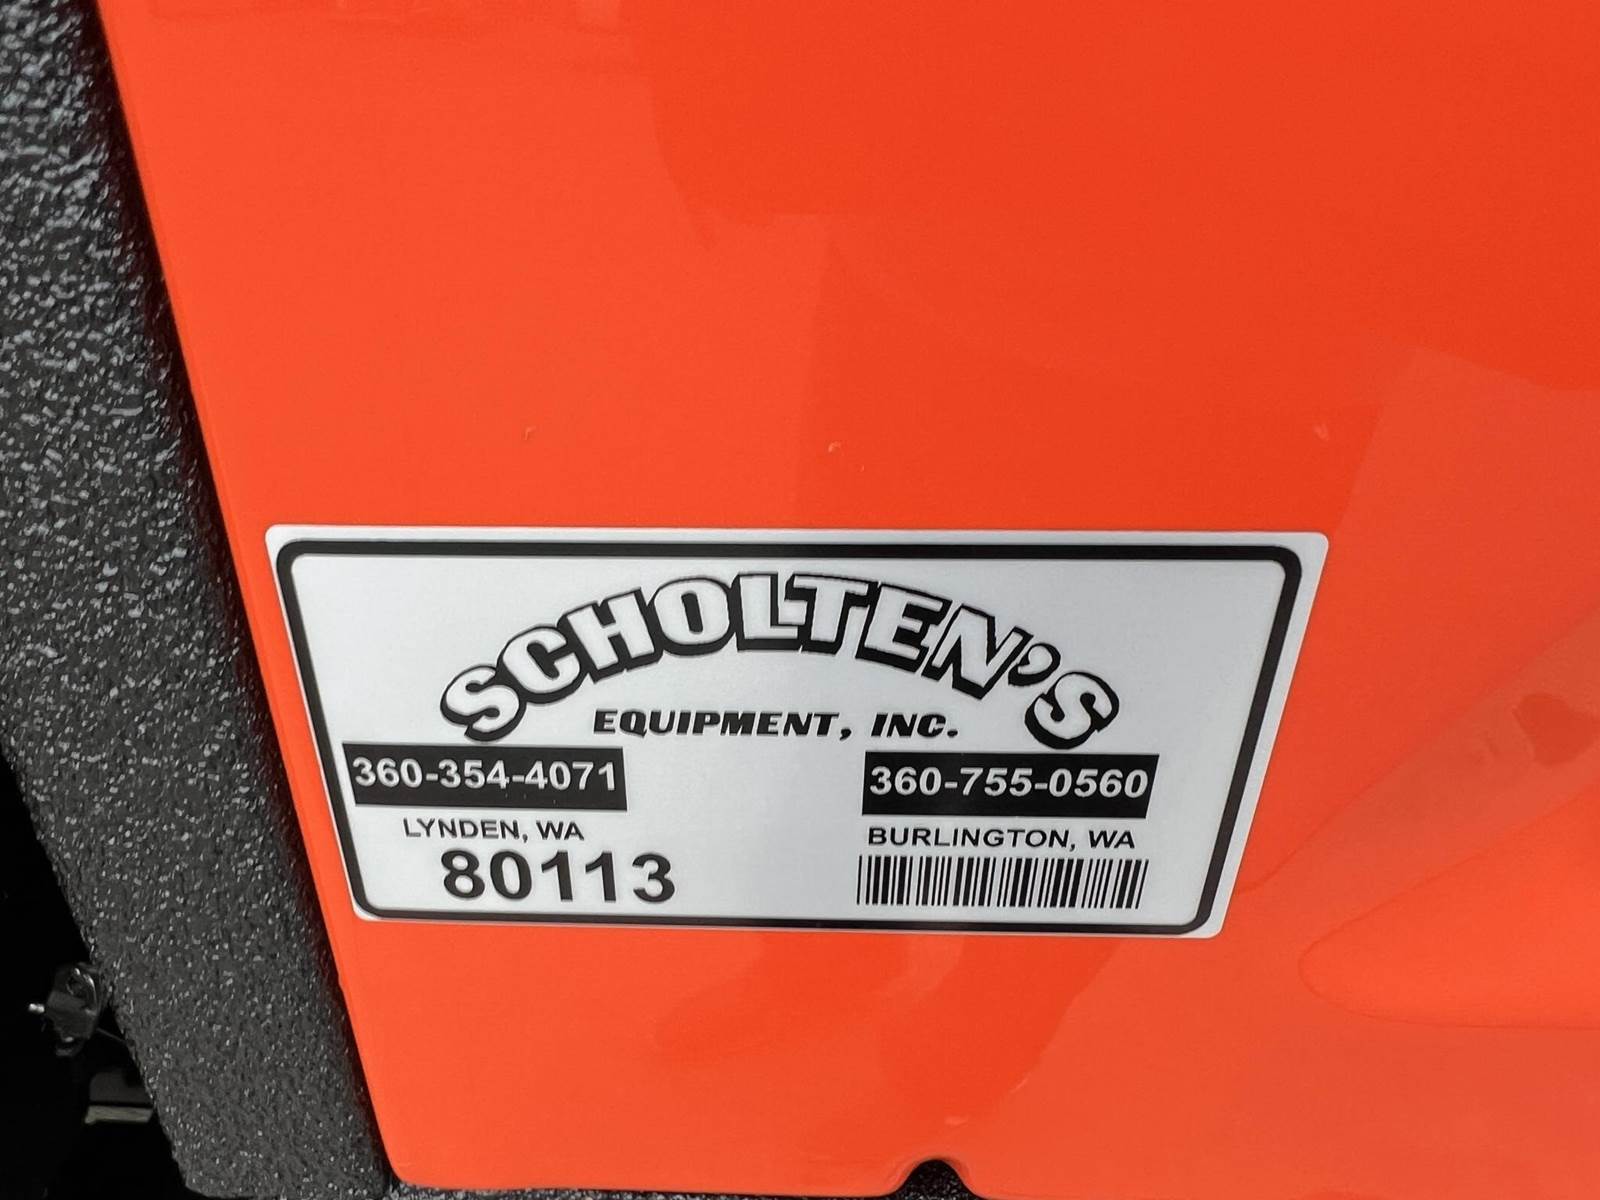 SCHOLTEN'S
EQUIPMENT, INC.
360-354-4071
360-755-0560
LYNDEN, WA
BURLINGTON, WA
80113